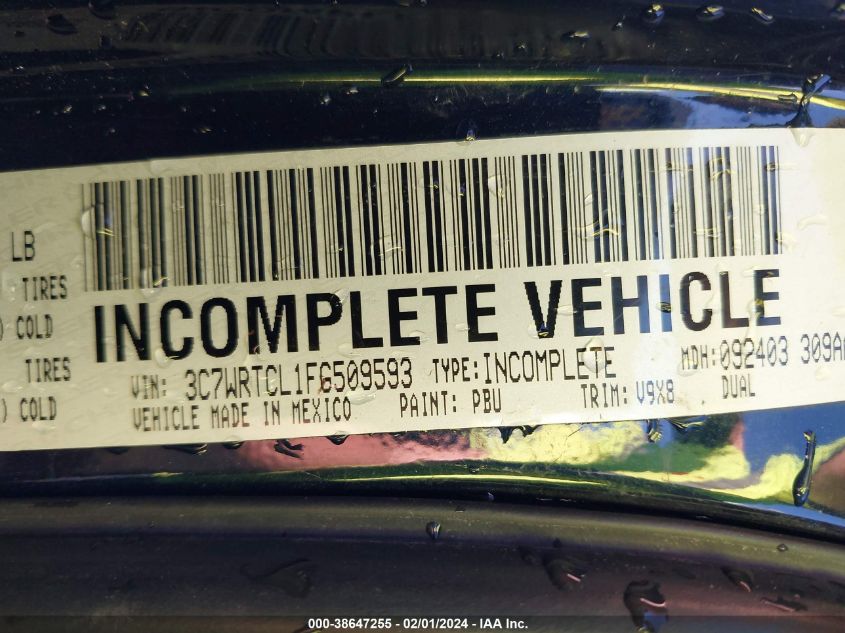 LB
TIRES
) COLD
TIRES
) COLD
INCOMPLETE VEHICLE
VIN: 3C7WRTCL1FG509593 TYPE:INCOMPLETE MDH:092403 309A
VEHICLE MADE IN MEXICO PAINT: PBU TRIM: V9X8 DUAL
000-38647255 - 02/01/2024 - IAA Inc.